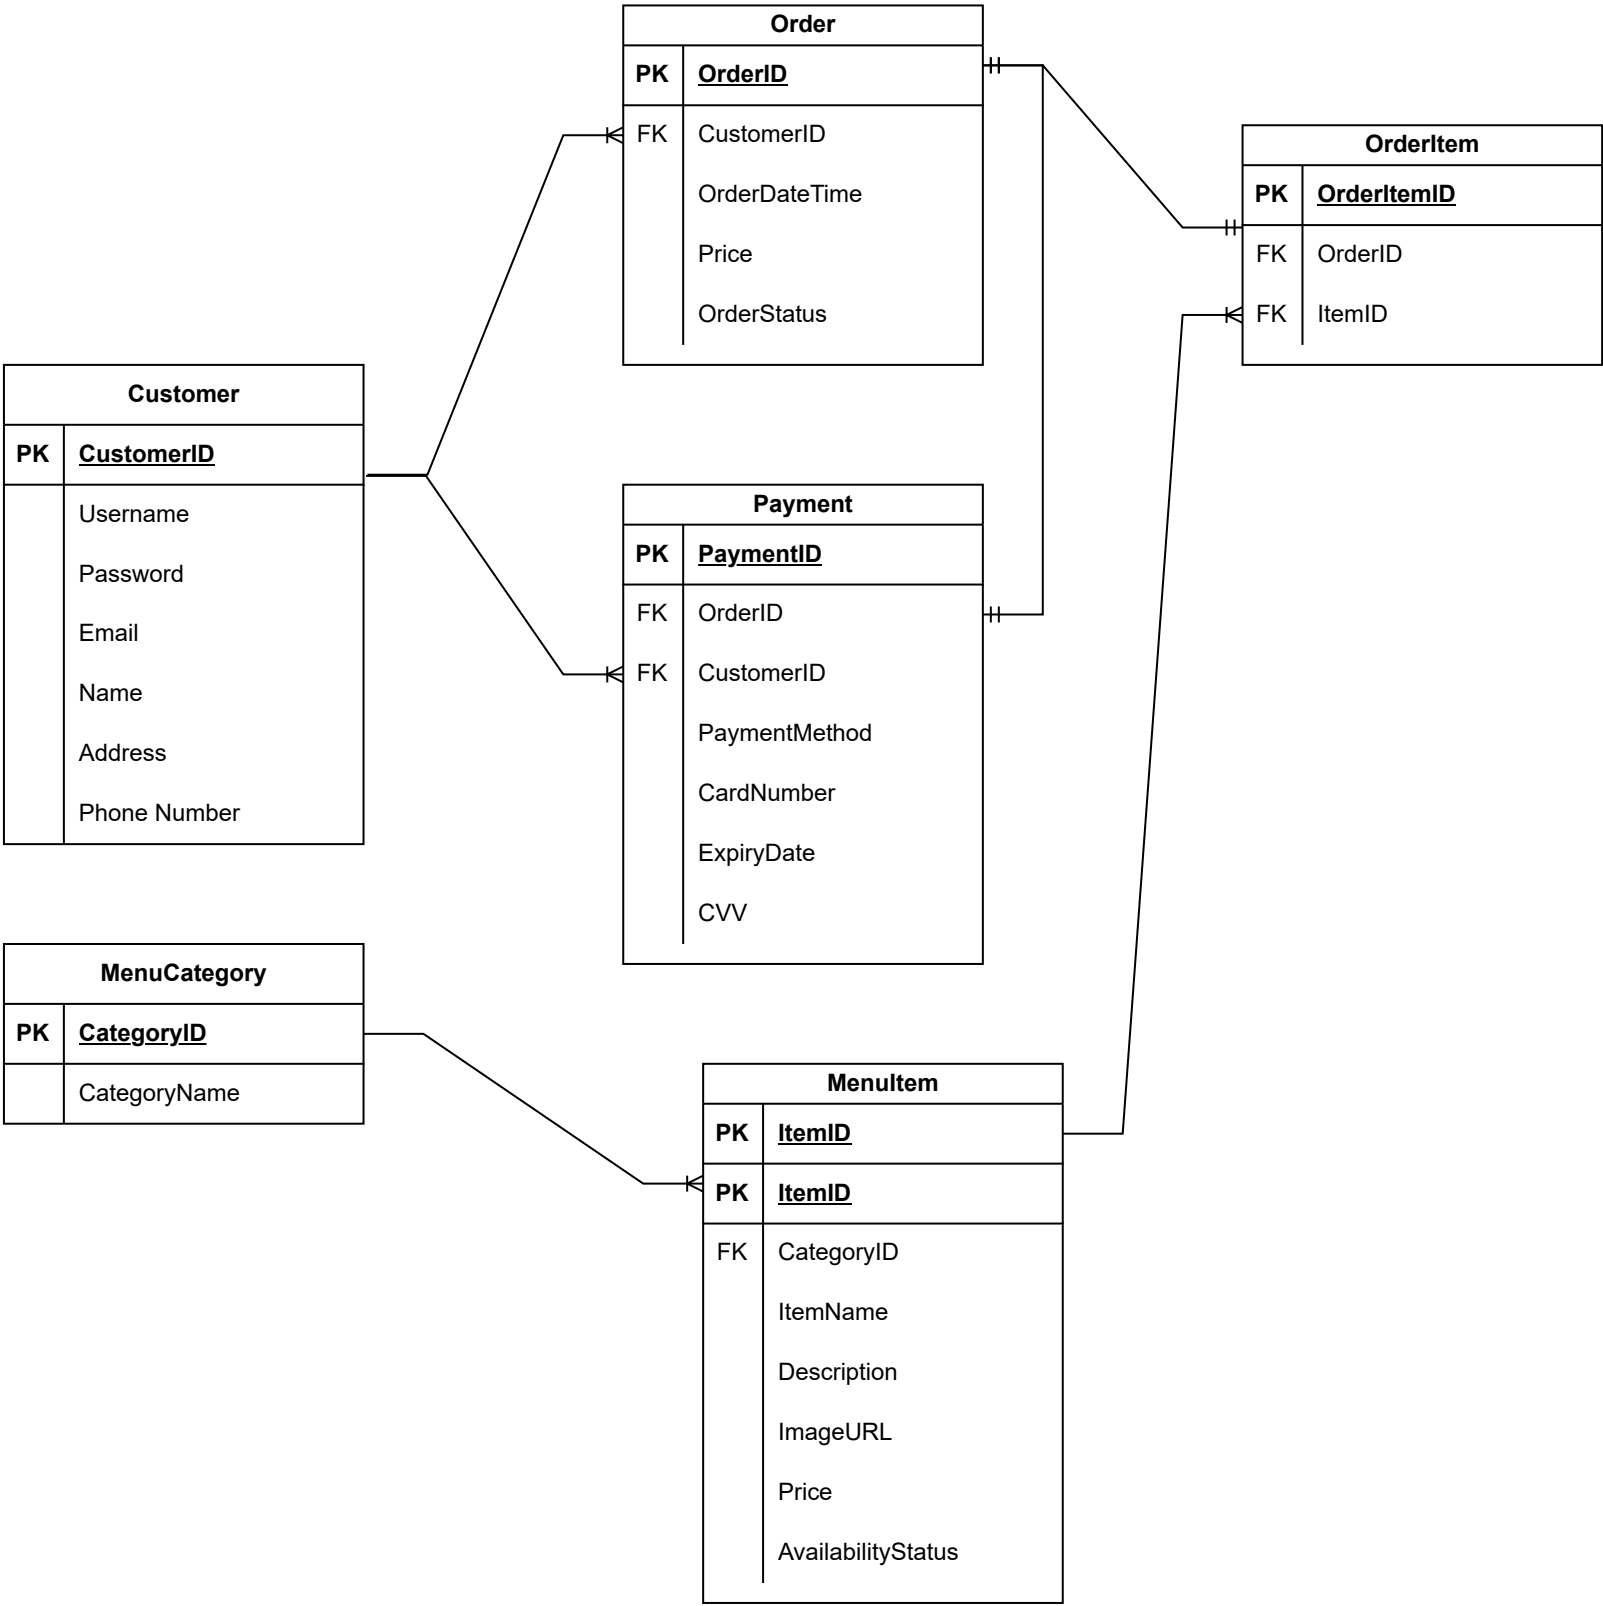 Order
PK OrderID
FK CustomerID
OrderDateTime
Price
OrderStatus
OrderItem
PK OrderItemID
FK OrderID
FK ItemID
Customer
PK CustomerID
Username
Password
Email
Name
Address
Phone Number
Payment
PK PaymentID
FK OrderID
FK CustomerID
PaymentMethod
CardNumber
ExpiryDate
CVV
MenuCategory
PK CategoryID
CategoryName
MenuItem
PK ItemID
PK ItemID
FK CategoryID
ItemName
Description
ImageURL
Price
AvailabilityStatus